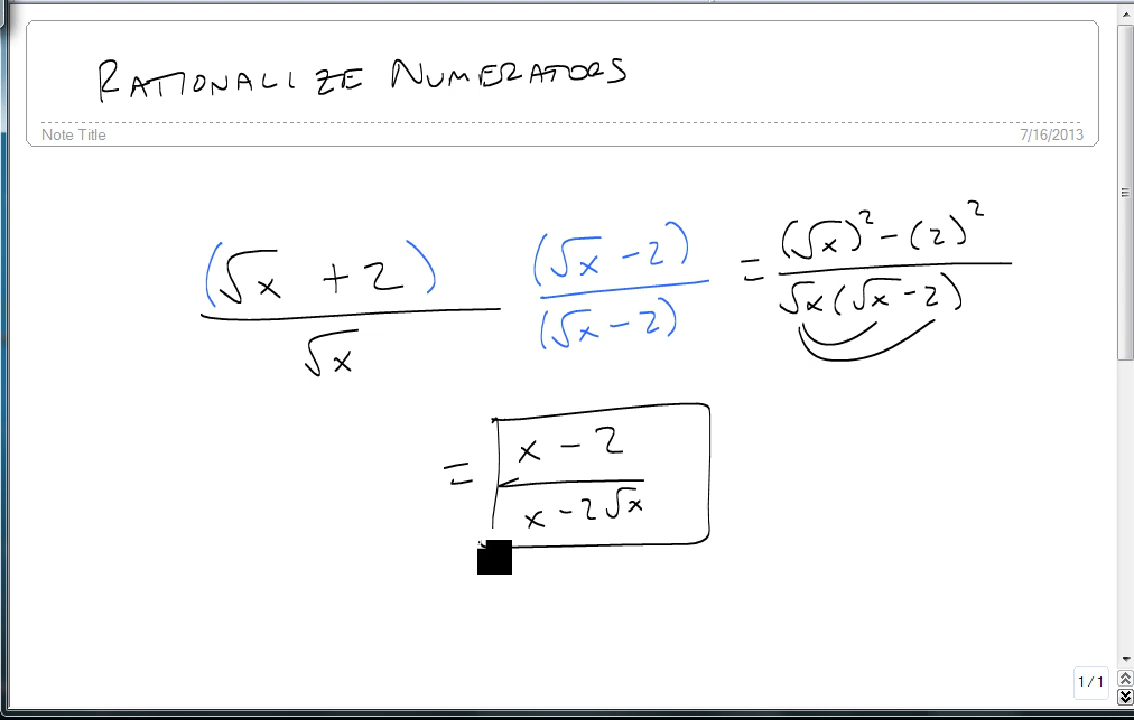 RATIONALIZE NUMERATORS
Note Title 7/16/2013
(√x + 2) / √x (√x - 2) / (√x - 2) = (√x)² - (2)² / √x(√x - 2)
= x - 2 / x - 2√x
1/1